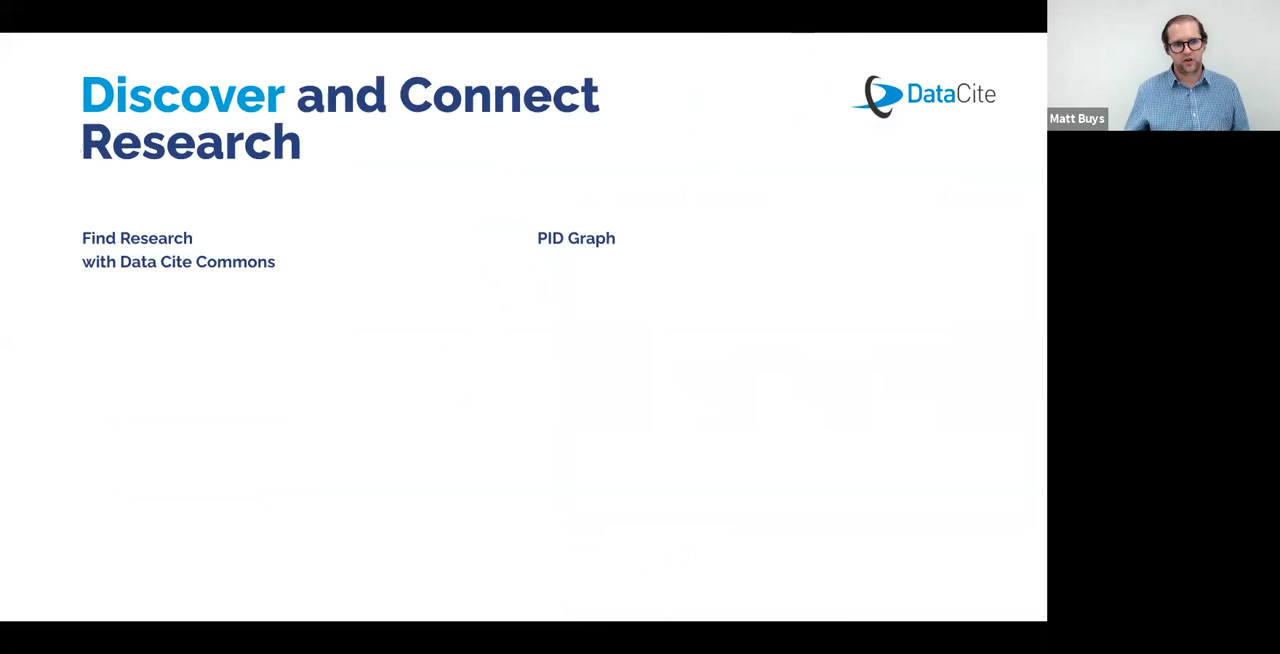 Discover and Connect
Research
DataCite
Matt Buys
Find Research
with Data Cite Commons
PID Graph